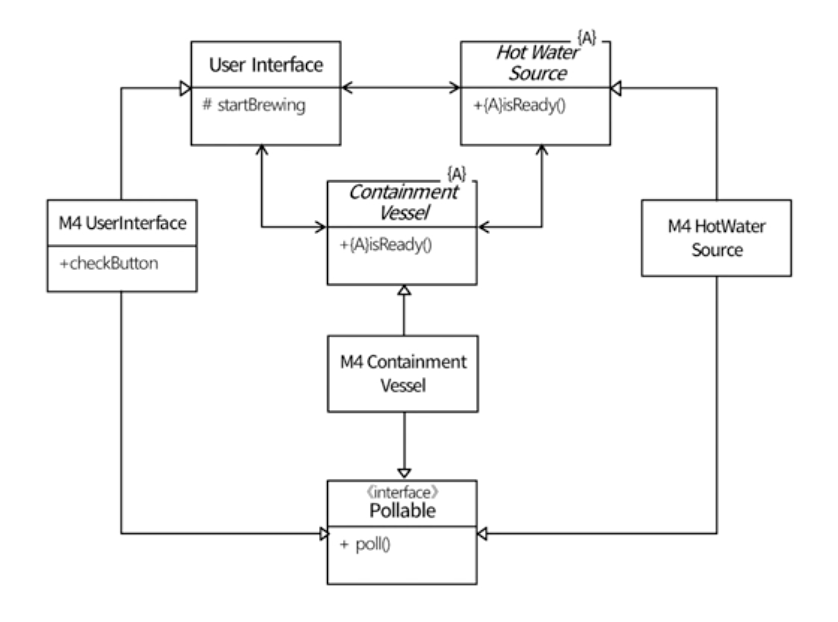 {A}
User Interface
Hot Water
Source
# startBrewing
+{A}isReady()
{A}
Containment
Vessel
+{A}isReady()
M4 UserInterface
+checkButton
M4 HotWater
Source
M4 Containment
Vessel
《interface》
Pollable
+ poll()